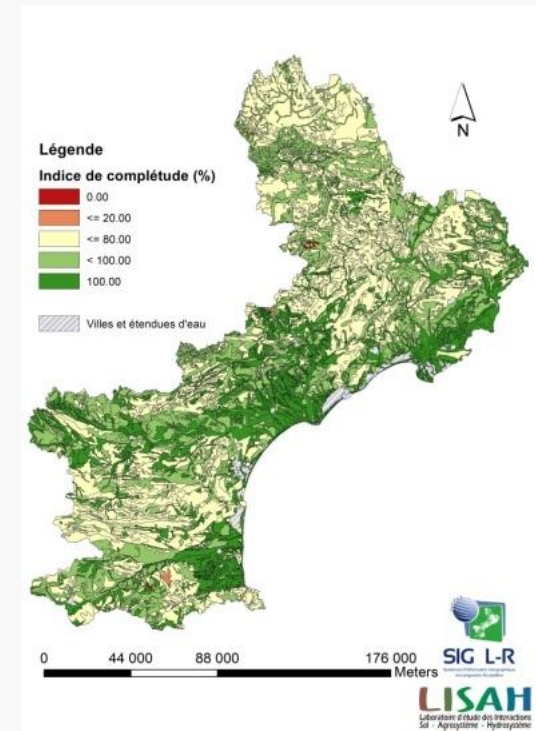 N
Légende
Indice de complétude (%)
0.00
<= 20.00
<= 80.00
< 100.00
100.00
Villes et étendues d'eau
0 44 000 88 000 176 000
Meters
SIG L-R
LISAH
Laboratoire d'étude des Interactions
Sol - Agrosystème - Hydrosystème